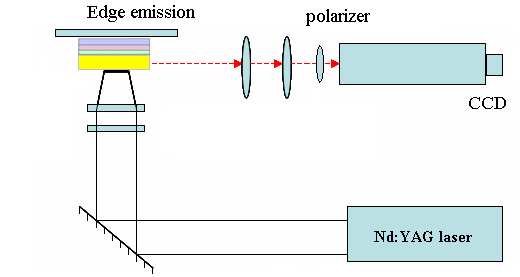 Edge emission
polarizer
CCD
Nd:YAG laser